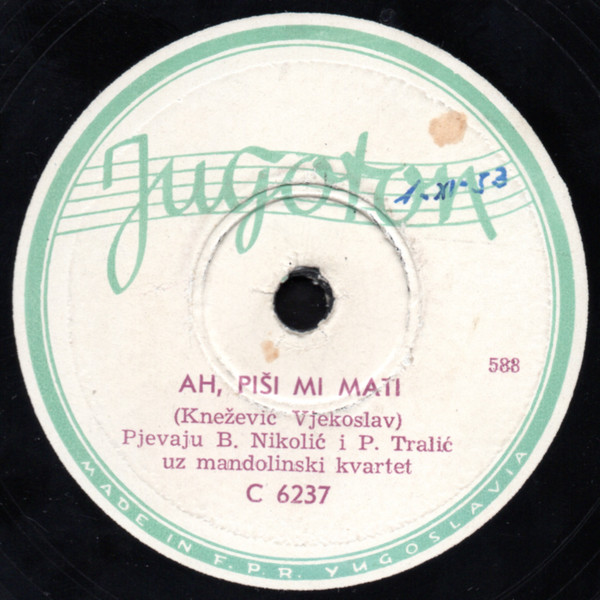 Jugoton
1-XI-53
588
AH, PIŠI MI MATI
(Knežević Vjekoslav)
Pjevaju B. Nikolić i P. Tralić
uz mandolinski kvartet
C 6237
MADE IN F.P.R. YUGOSLAVIA